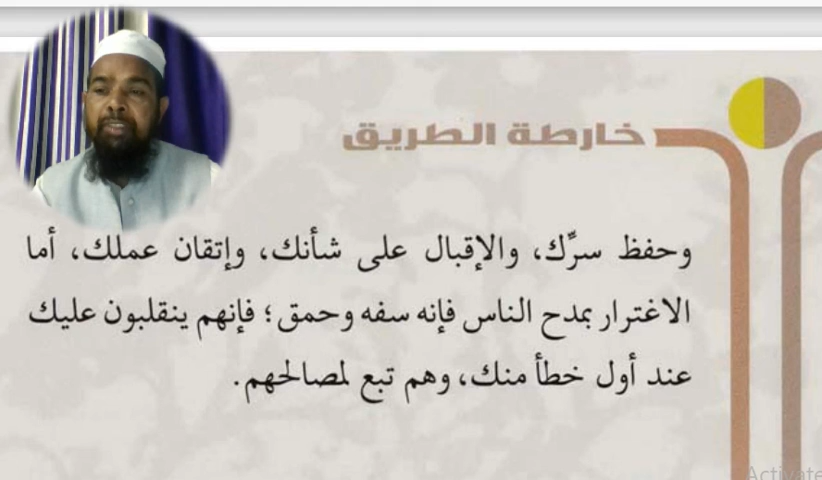 خارطة الطريق
وحفظ سرِّك، والإقبال على شأنك، وإتقان عملك، أما
الاغترار بمدح الناس فإنه سفه وحمق؛ فإنهم ينقلبون عليك
عند أول خطأ منك، وهم تبع لمصالحهم.
Activate